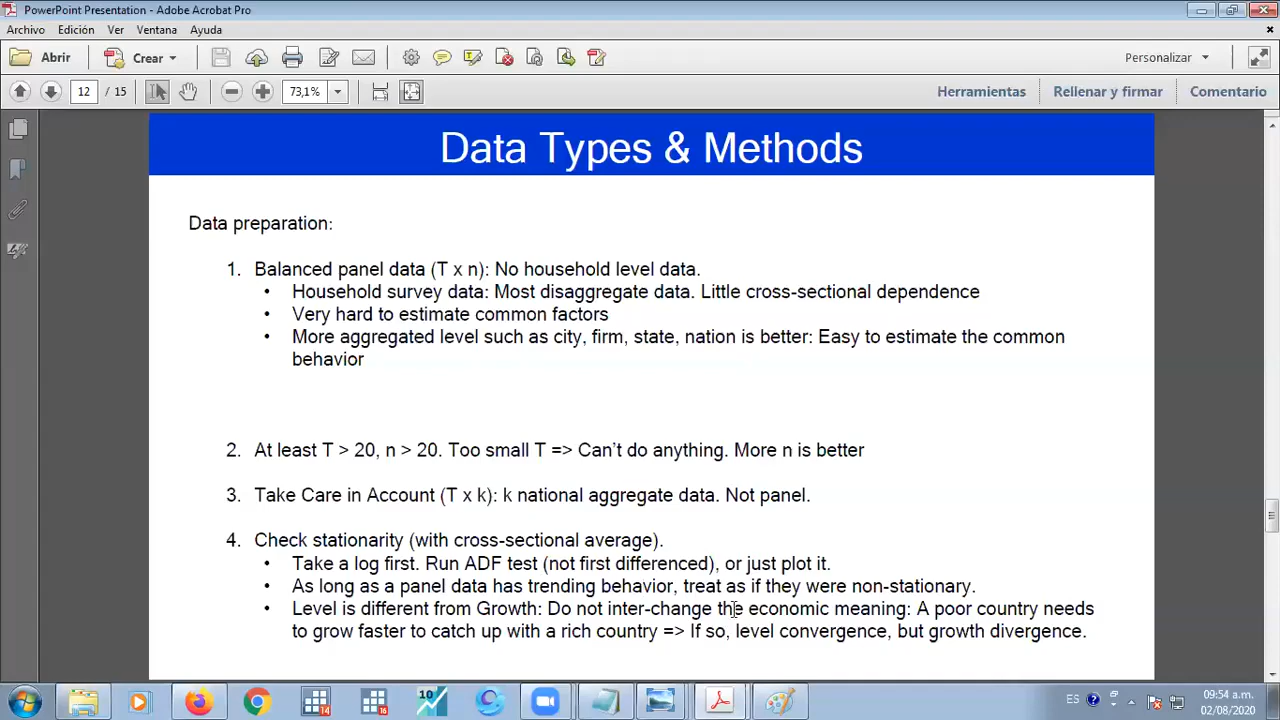 PowerPoint Presentation - Adobe Acrobat Pro
Archivo Edición Ver Ventana Ayuda
Abrir Crear Personalizar
12 / 15 73,1% Herramientas Rellenar y firmar Comentario
Data Types & Methods
Data preparation:
1. Balanced panel data (T x n): No household level data.
• Household survey data: Most disaggregate data. Little cross-sectional dependence
• Very hard to estimate common factors
• More aggregated level such as city, firm, state, nation is better: Easy to estimate the common
behavior
2. At least T > 20, n > 20. Too small T => Can't do anything. More n is better
3. Take Care in Account (T x k): k national aggregate data. Not panel.
4. Check stationarity (with cross-sectional average).
• Take a log first. Run ADF test (not first differenced), or just plot it.
• As long as a panel data has trending behavior, treat as if they were non-stationary.
• Level is different from Growth: Do not inter-change the economic meaning: A poor country needs
to grow faster to catch up with a rich country => If so, level convergence, but growth divergence.
14 16 10 ES 09:54 a.m.
02/08/2020